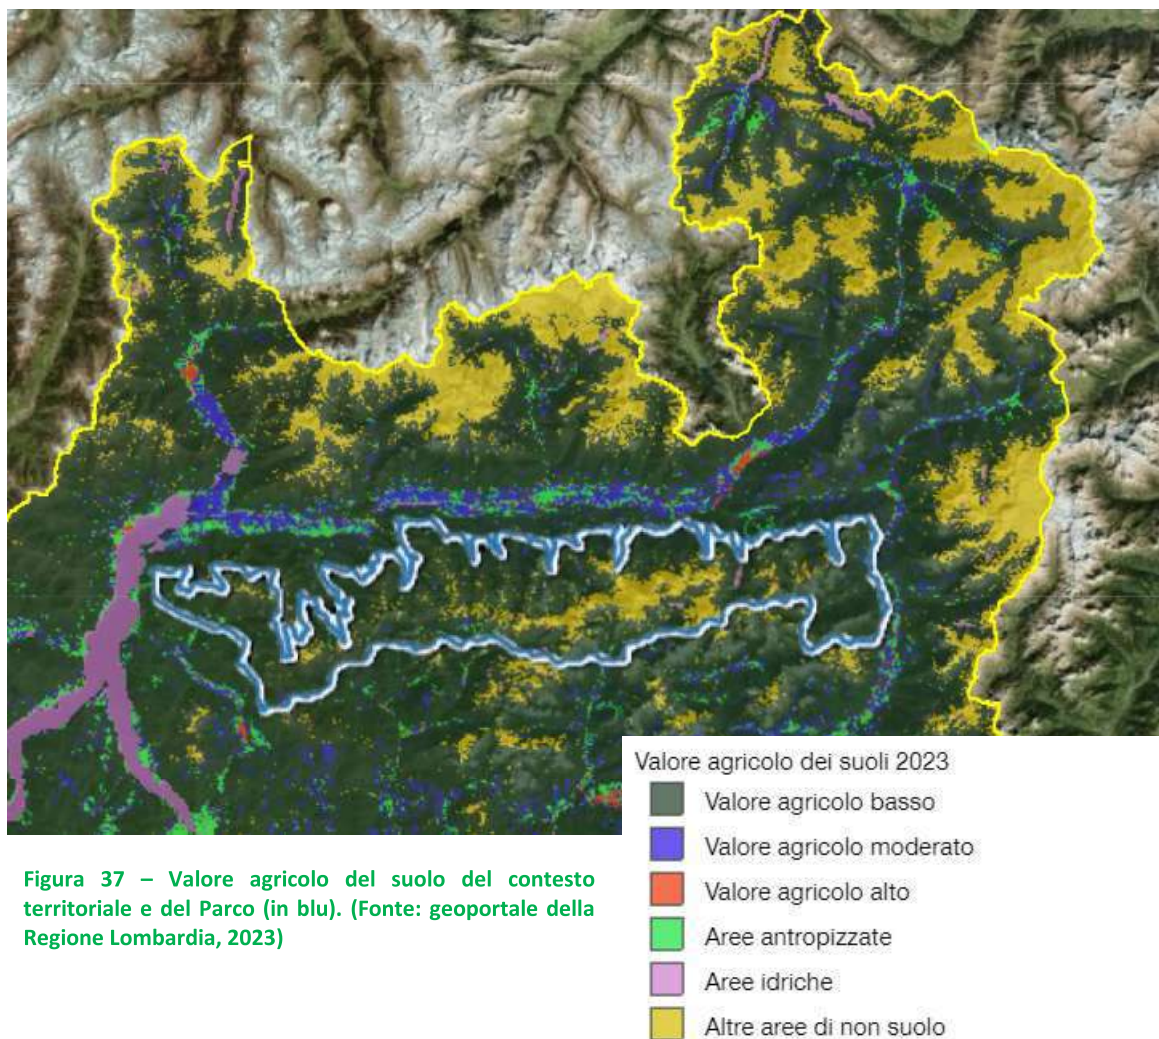 Valore agricolo dei suoli 2023
Valore agricolo basso
Valore agricolo moderato
Valore agricolo alto
Aree antropizzate
Aree idriche
Altre aree di non suolo
Figura 37 – Valore agricolo del suolo del contesto
territoriale e del Parco (in blu). (Fonte: geoportale della
Regione Lombardia, 2023)